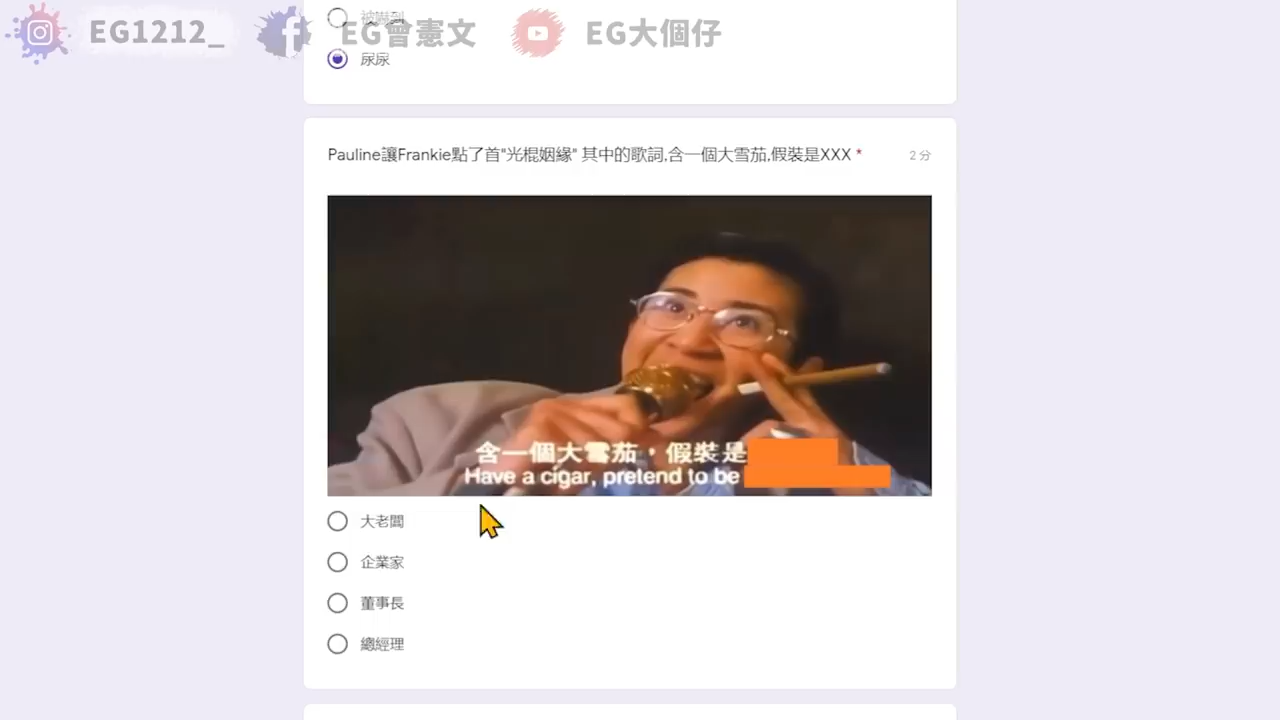 EG1212_ EG曾憲文 EG大個仔
被嚇到
尿尿
Pauline讓Frankie點了首"光棍姻緣" 其中的歌詞,含一個大雪茄,假裝是XXX * 2 分
含一個大雪茄，假裝是
Have a cigar, pretend to be
大老闆
企業家
董事長
總經理